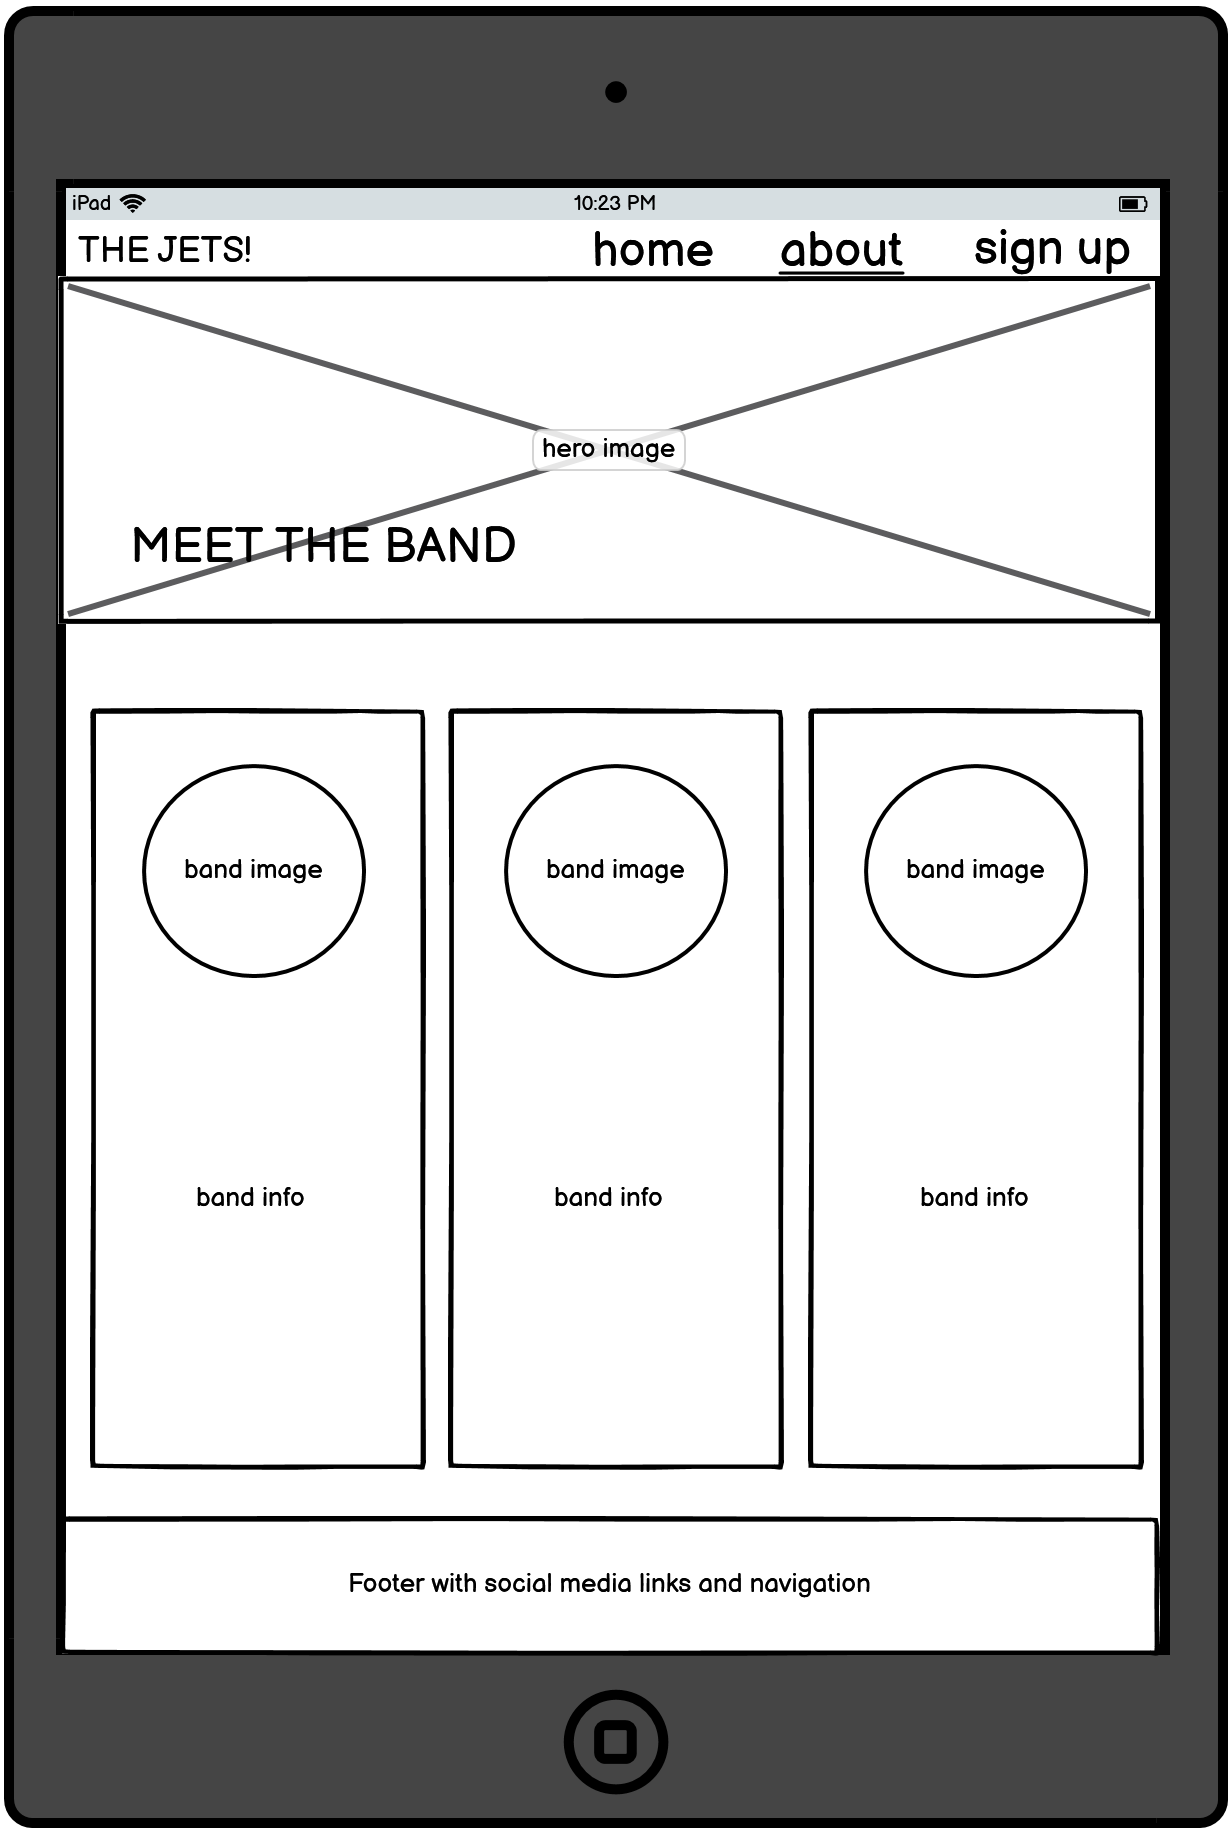 iPad 10:23 PM
THE JETS! home about sign up
hero image
MEET THE BAND
band image band image band image
band info band info band info
Footer with social media links and navigation